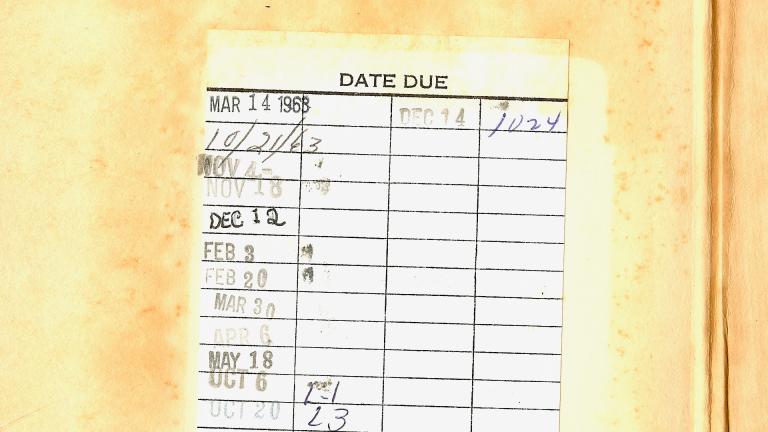 DATE DUE
MAR 14 1963
DEC 14
1024
10/21/63
NOV 4-
NOV 18
DEC 12
FEB 3
FEB 20
MAR 30
APR 6
MAY 18
OCT 6
OCT 20
23